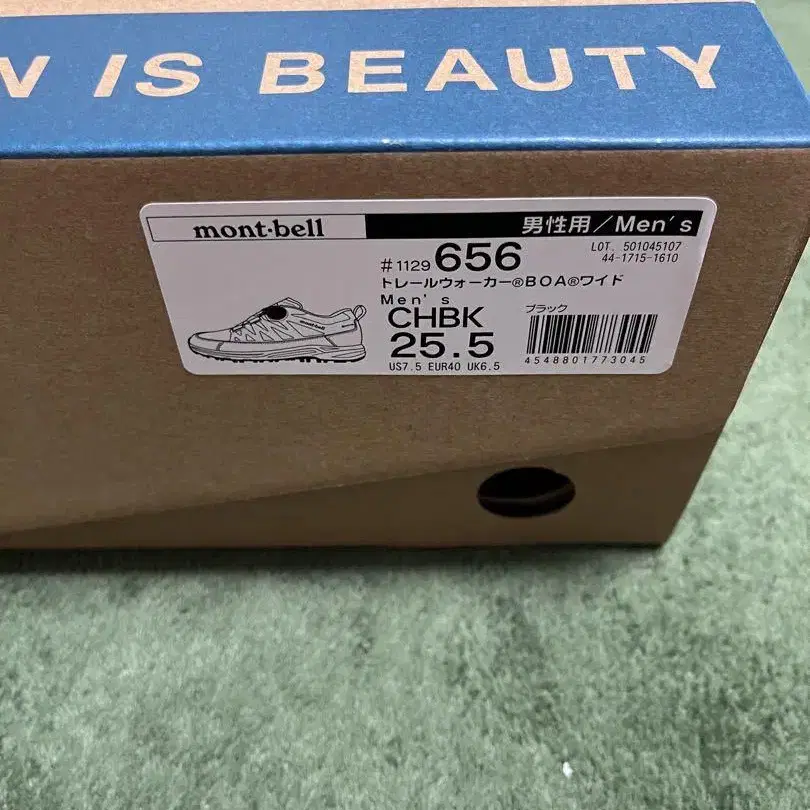 IS BEAUTY
mont·bell
男性用/Men's
#1129 656
LOT. 501045107
44-1715-1610
トレールウォーカー®BOA®ワイド
Men's
CHBK
ブラック
25.5
US7.5 EUR40 UK6.5
4548801773045